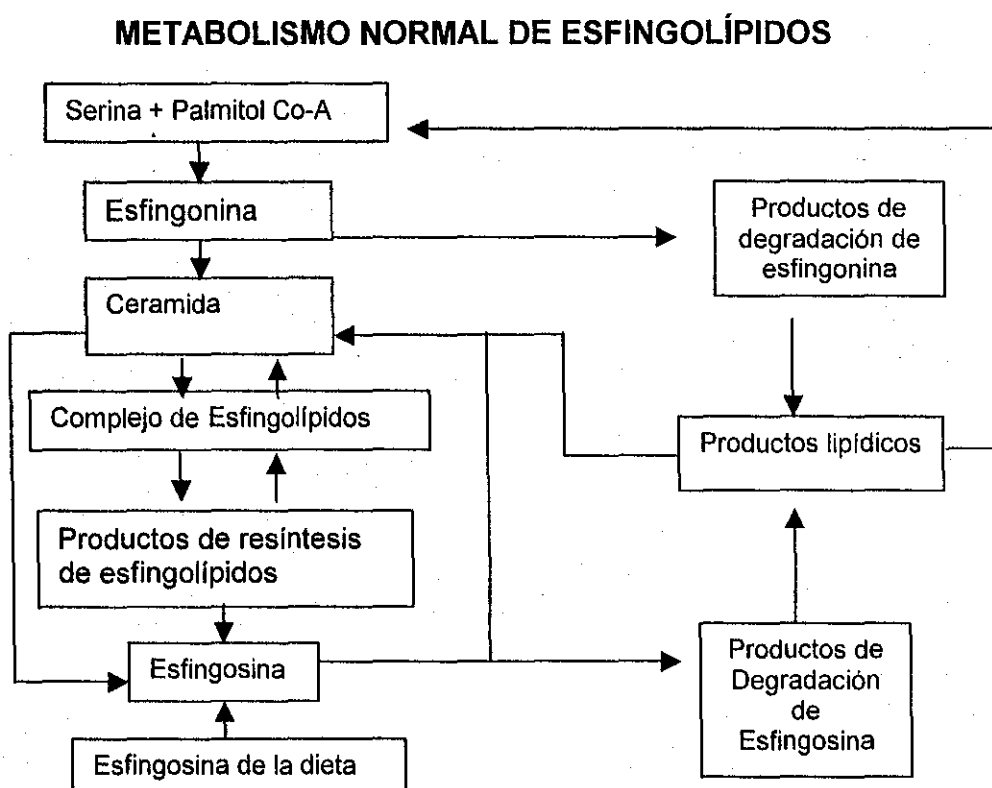 METABOLISMO NORMAL DE ESFINGOLÍPIDOS
Serina + Palmitol Co-A
Esfingonina
Productos de
degradación de
esfingonina
Ceramida
Complejo de Esfingolípidos
Productos lipídicos
Productos de resíntesis
de esfingolípidos
Esfingosina
Productos de
Degradación
de
Esfingosina
Esfingosina de la dieta